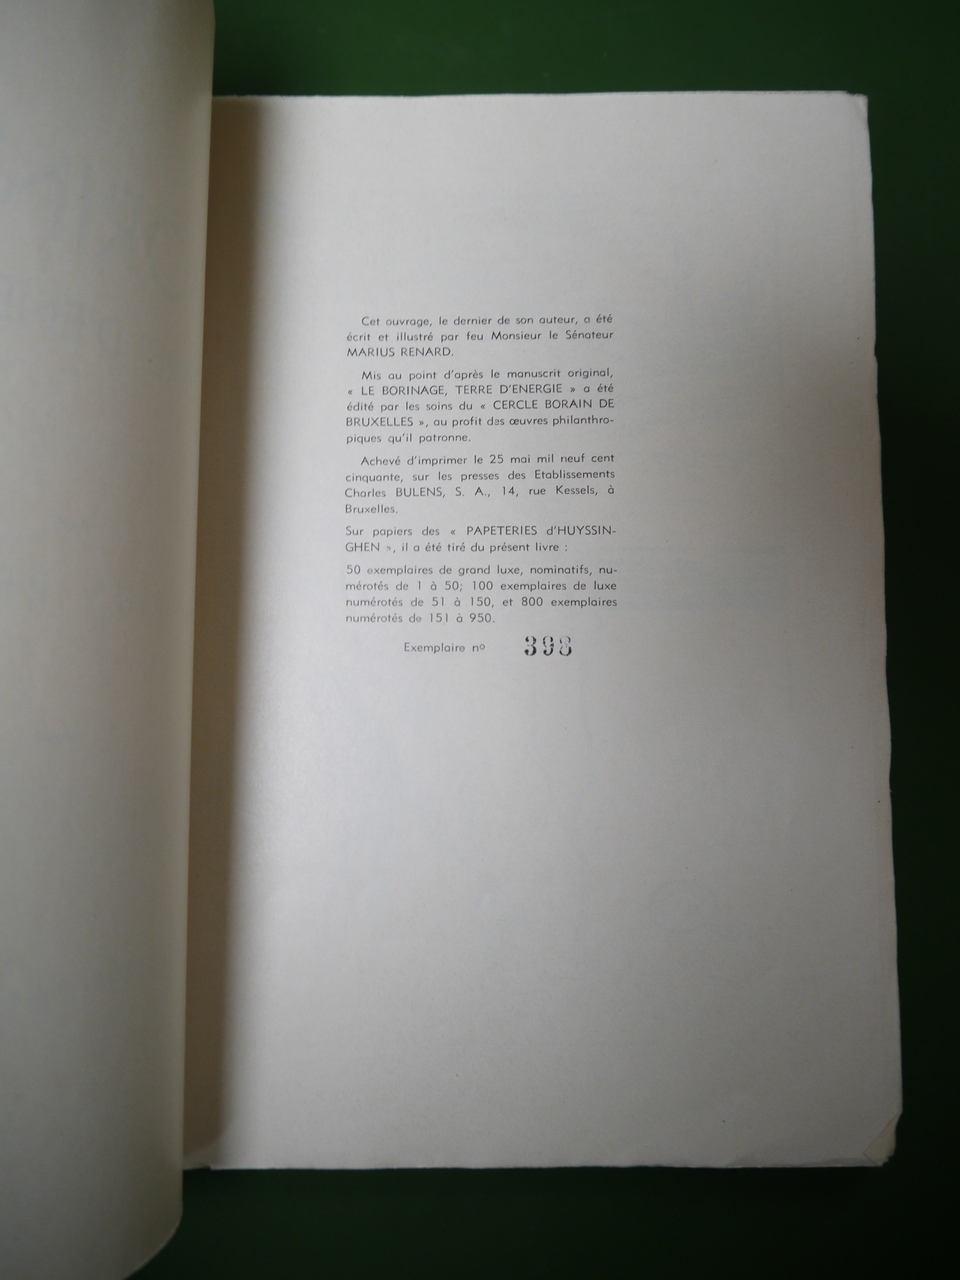 Cet ouvrage, le dernier de son auteur, a été
écrit et illustré par feu Monsieur le Sénateur
MARIUS RENARD.
Mis au point d'après le manuscrit original,
« LE BORINAGE, TERRE D'ENERGIE » a été
édité par les soins du « CERCLE BORAIN DE
BRUXELLES », au profit des œuvres philanthro-
piques qu'il patronne.
Achevé d'imprimer le 25 mai mil neuf cent
cinquante, sur les presses des Etablissements
Charles BULENS, S. A., 14, rue Kessels, à
Bruxelles.
Sur papiers des « PAPETERIES d'HUYSSIN-
GHEN », il a été tiré du présent livre :
50 exemplaires de grand luxe, nominatifs, nu-
mérotés de 1 à 50; 100 exemplaires de luxe
numérotés de 51 à 150, et 800 exemplaires
numérotés de 151 à 950.
Exemplaire nº 398